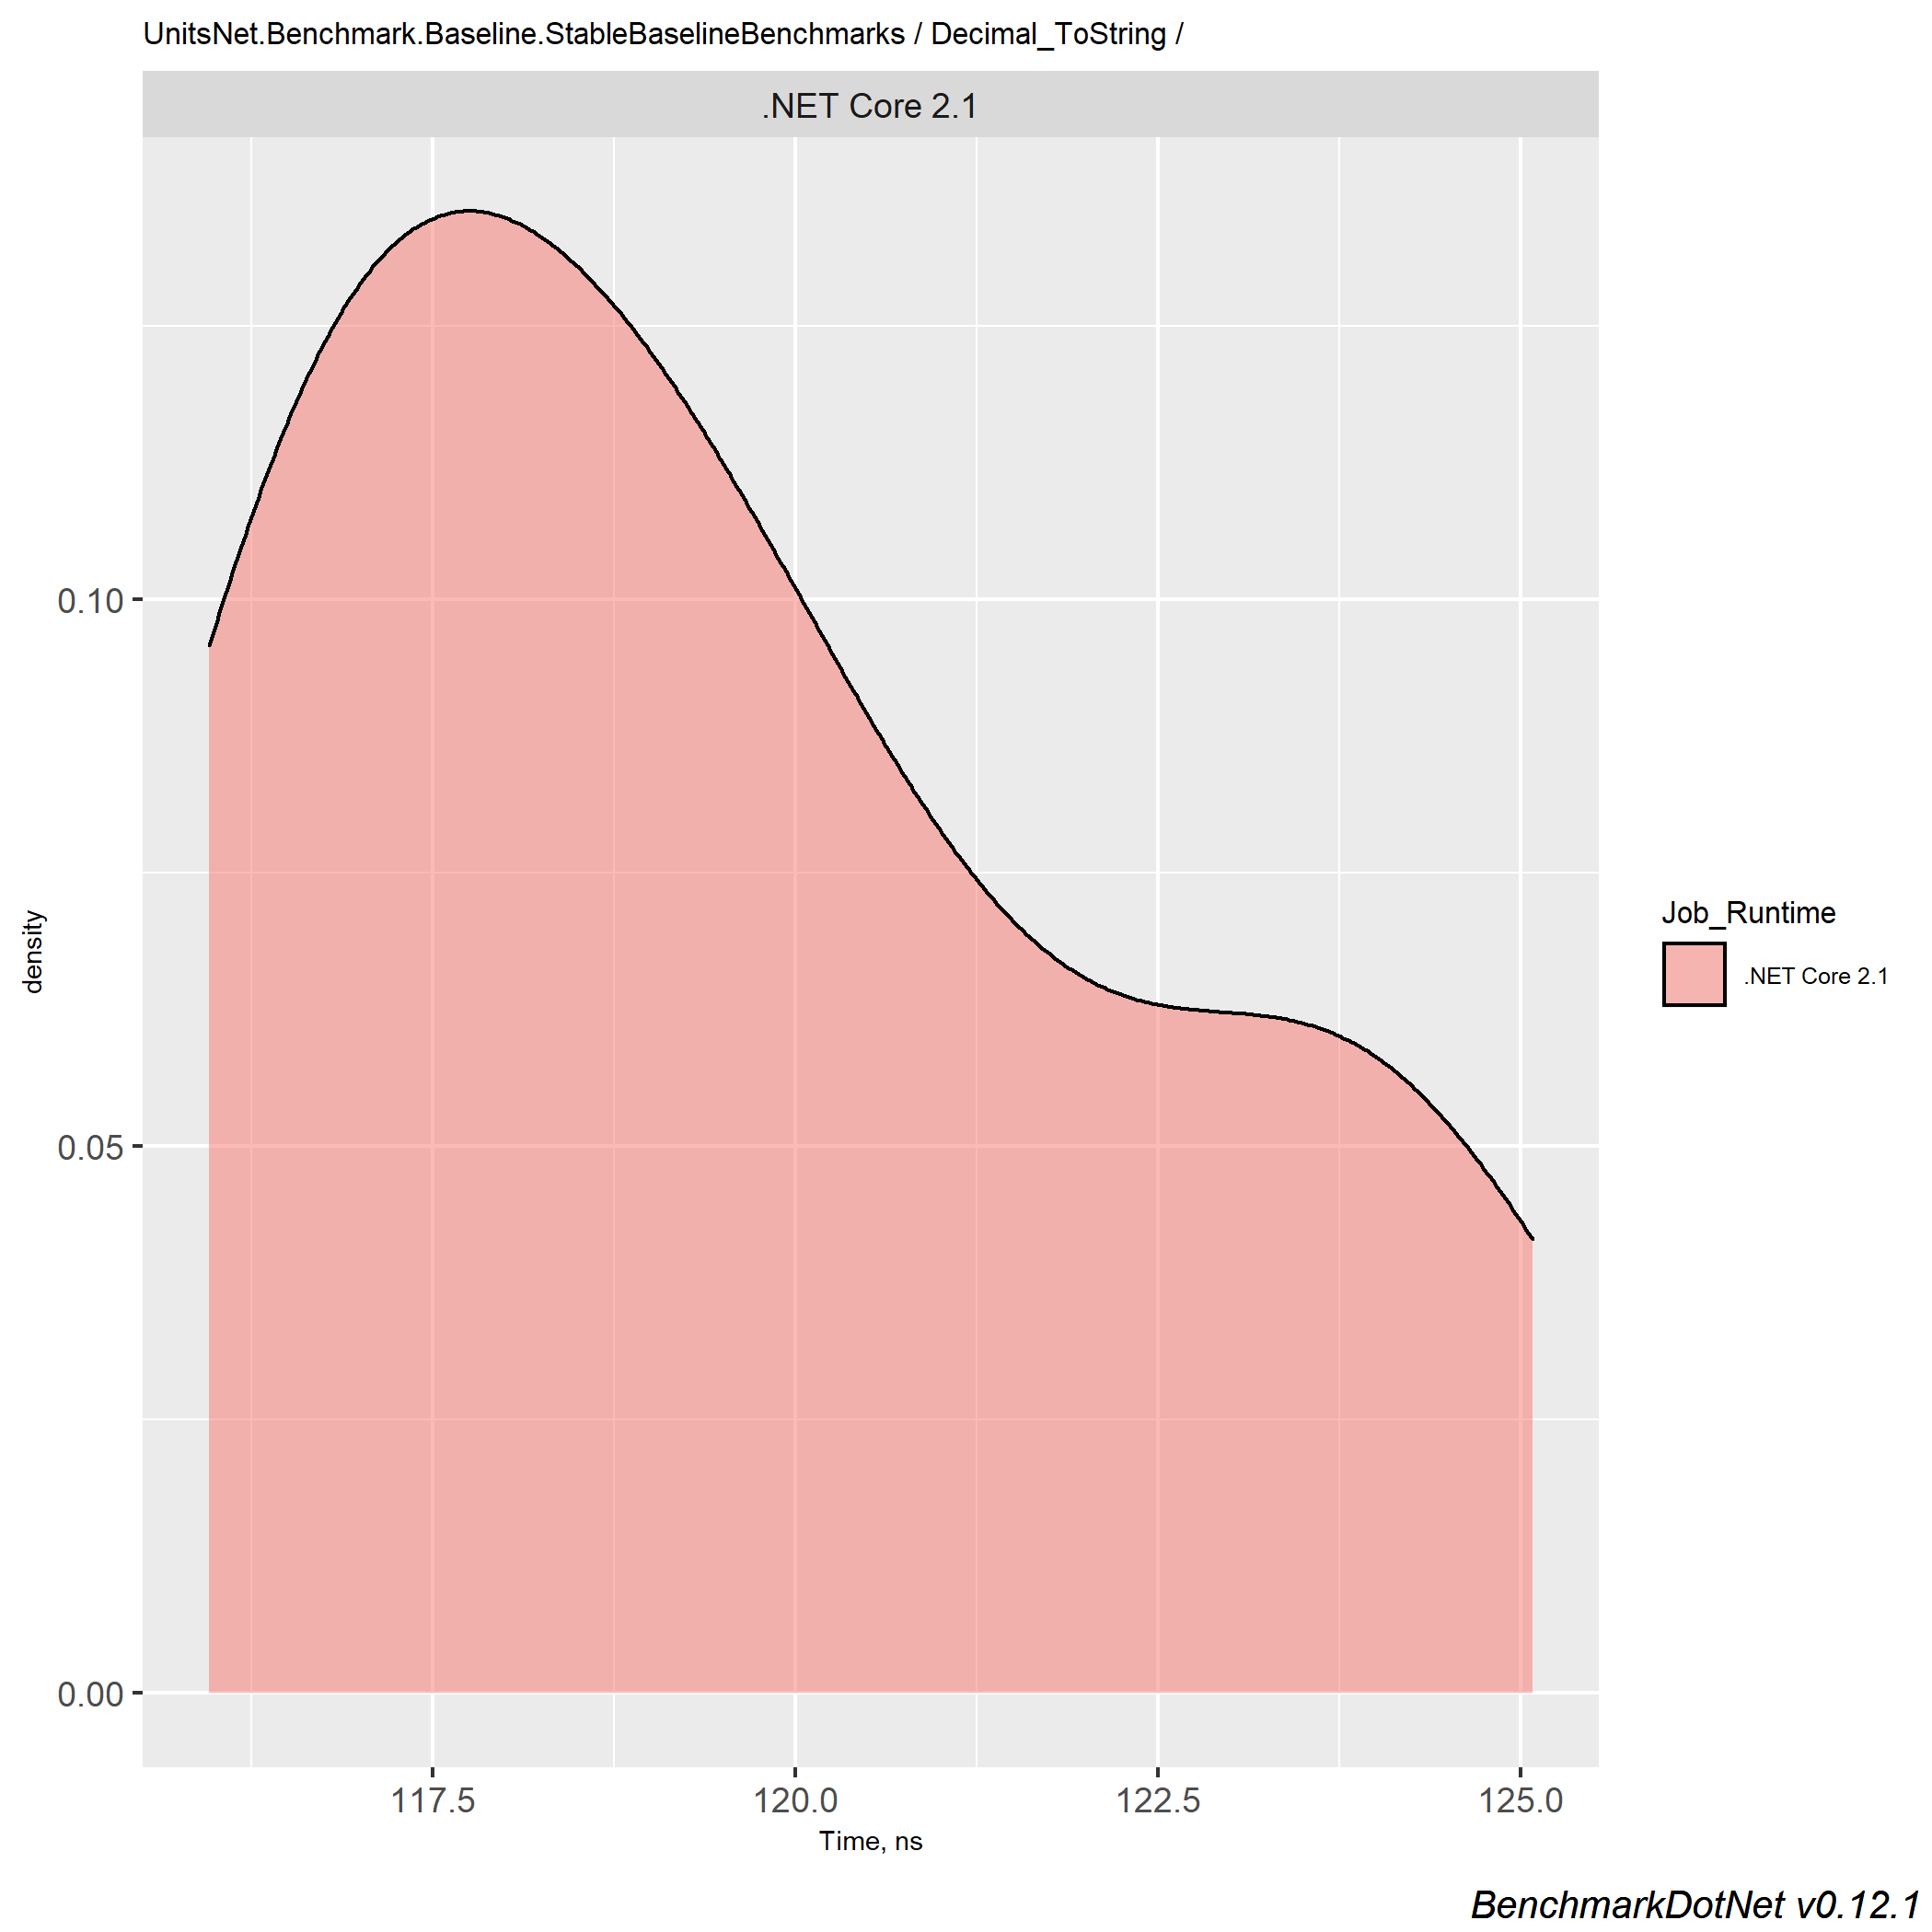 UnitsNet.Benchmark.Baseline.StableBaselineBenchmarks / Decimal_ToString /
.NET Core 2.1
0.10
0.05
0.00
density
117.5 120.0 122.5 125.0
Time, ns
Job_Runtime
.NET Core 2.1
BenchmarkDotNet v0.12.1